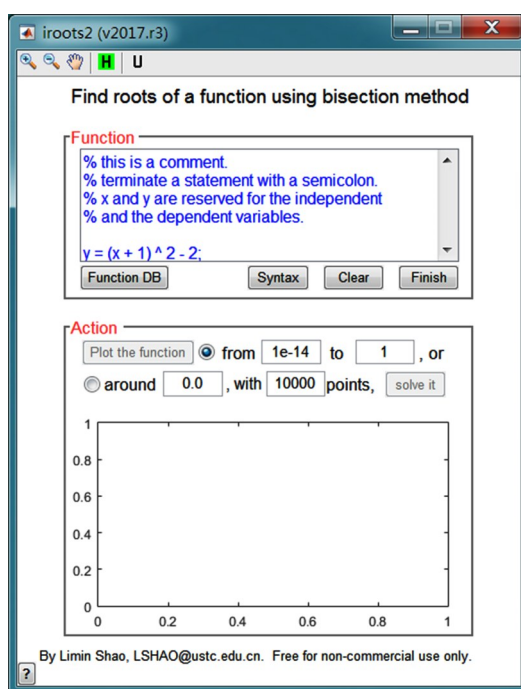 iroots2 (v2017.r3)
X
H U
Find roots of a function using bisection method
Function
% this is a comment.
% terminate a statement with a semicolon.
% x and y are reserved for the independent
% and the dependent variables.
y = (x + 1) ^ 2 - 2;
Function DB Syntax Clear Finish
Action
Plot the function from 1e-14 to 1 , or
around 0.0 , with 10000 points, solve it
1
0.8
0.6
0.4
0.2
0
0 0.2 0.4 0.6 0.8 1
By Limin Shao, LSHAO@ustc.edu.cn. Free for non-commercial use only.
?